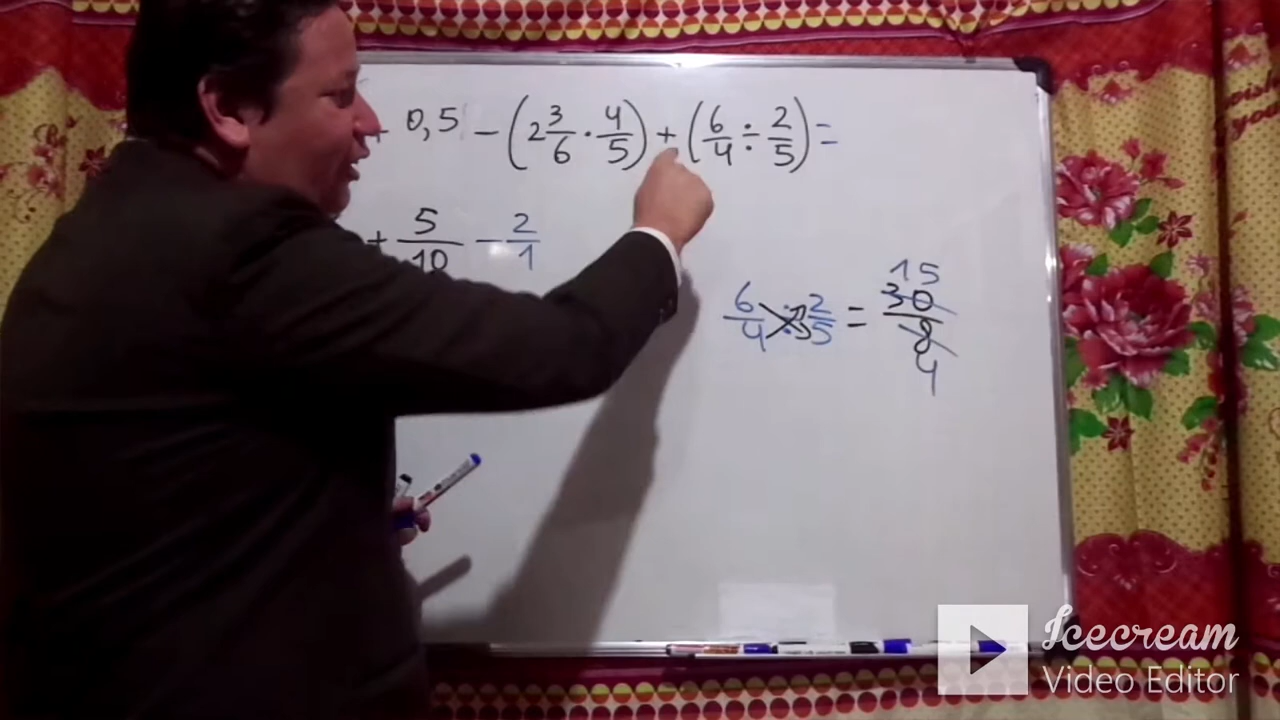 + 0,5 - (2 3/6 · 4/5) + (6/4 ÷ 2/5) =
+ 5/10 - 2/1
15
6/4 ÷ 2/5 = 30/8
4
Icecream
Video Editor